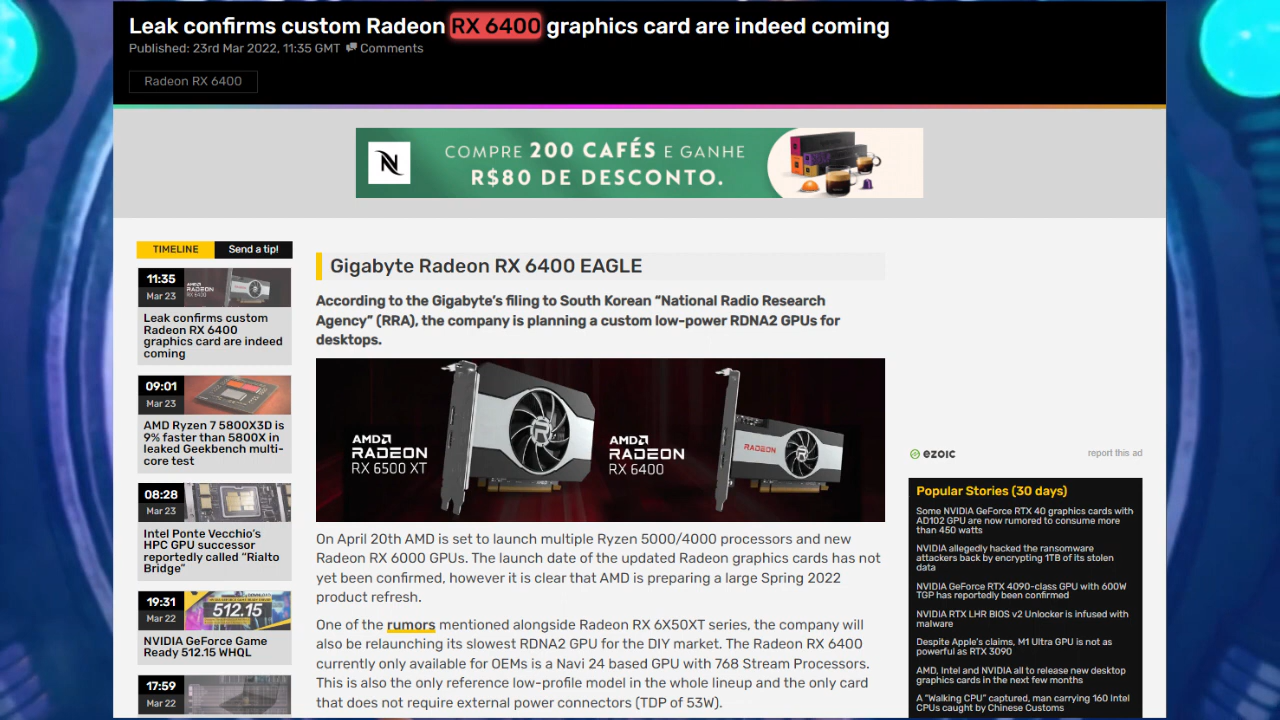 Leak confirms custom Radeon RX 6400 graphics card are indeed coming
Published: 23rd Mar 2022, 11:35 GMT Comments
Radeon RX 6400
N
COMPRE 200 CAFÉS E GANHE
R$80 DE DESCONTO.
TIMELINE Send a tip!
11:35
Mar 23
AMD
RADEON
RX 6400
Leak confirms custom
Radeon RX 6400
graphics card are indeed
coming
09:01
Mar 23
AMD Ryzen 7 5800X3D is
9% faster than 5800X in
leaked Geekbench multi-
core test
08:28
Mar 23
Intel Ponte Vecchio's
HPC GPU successor
reportedly called “Rialto
Bridge”
19:31
Mar 22
512.15
NVIDIA GeForce Game
Ready 512.15 WHQL
17:59
Mar 22
Gigabyte Radeon RX 6400 EAGLE
According to the Gigabyte’s filing to South Korean “National Radio Research
Agency” (RRA), the company is planning a custom low-power RDNA2 GPUs for
desktops.
AMD
RADEON
RX 6500 XT
R
AMD
RADEON
RX 6400
RADEON
R
On April 20th AMD is set to launch multiple Ryzen 5000/4000 processors and new
Radeon RX 6000 GPUs. The launch date of the updated Radeon graphics cards has not
yet been confirmed, however it is clear that AMD is preparing a large Spring 2022
product refresh.
One of the rumors mentioned alongside Radeon RX 6X50XT series, the company will
also be relaunching its slowest RDNA2 GPU for the DIY market. The Radeon RX 6400
currently only available for OEMs is a Navi 24 based GPU with 768 Stream Processors.
This is also the only reference low-profile model in the whole lineup and the only card
that does not require external power connectors (TDP of 53W).
ezoic report this ad
Popular Stories (30 days)
Some NVIDIA GeForce RTX 40 graphics cards with
AD102 GPU are now rumored to consume more
than 450 watts
NVIDIA allegedly hacked the ransomware
attackers back by encrypting 1TB of its stolen
data
NVIDIA GeForce RTX 4090-class GPU with 600W
TGP has reportedly been confirmed
NVIDIA RTX LHR BIOS v2 Unlocker is infused with
malware
Despite Apple's claims, M1 Ultra GPU is not as
powerful as RTX 3090
AMD, Intel and NVIDIA all to release new desktop
graphics cards in the next few months
A “Walking CPU” captured, man carrying 160 Intel
CPUs caught by Chinese Customs